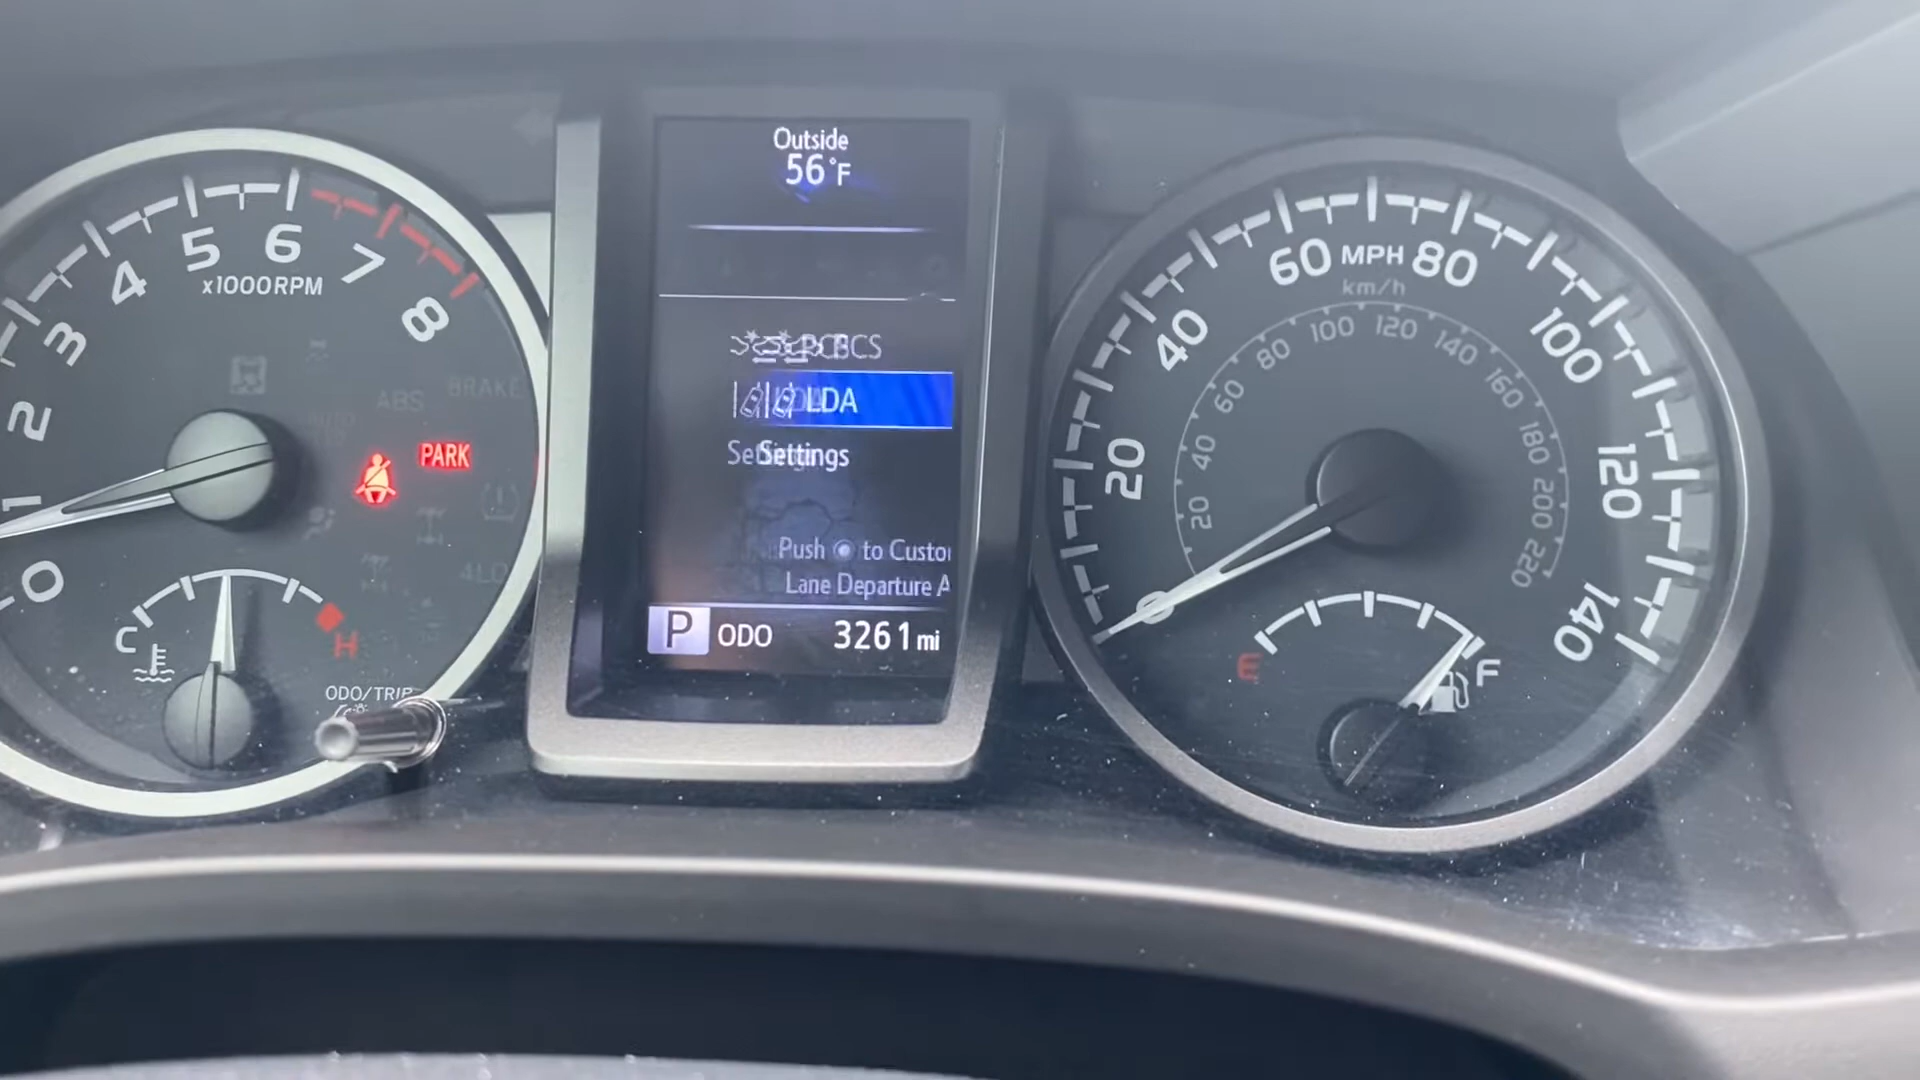 Outside
56°F
PCS
LDA
Settings
Push to Custo
Lane Departure A
P ODO 3261 mi
0 1 2 3 4 5 6 7 8
x1000RPM
ABS
BRAKE
PARK
4LO
C H
ODO/TRIP
0 20 40 60 MPH 80 100 120 140
km/h
20 40 60 80 100 120 140 160 180 200 220
E F